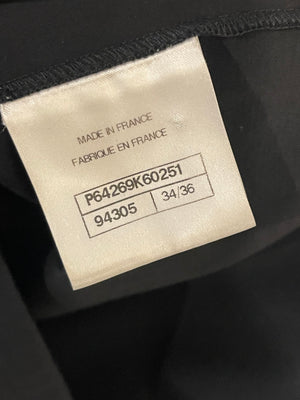 MADE IN FRANCE
FABRIQUE EN FRANCE
P64269K60251
94305 34/36